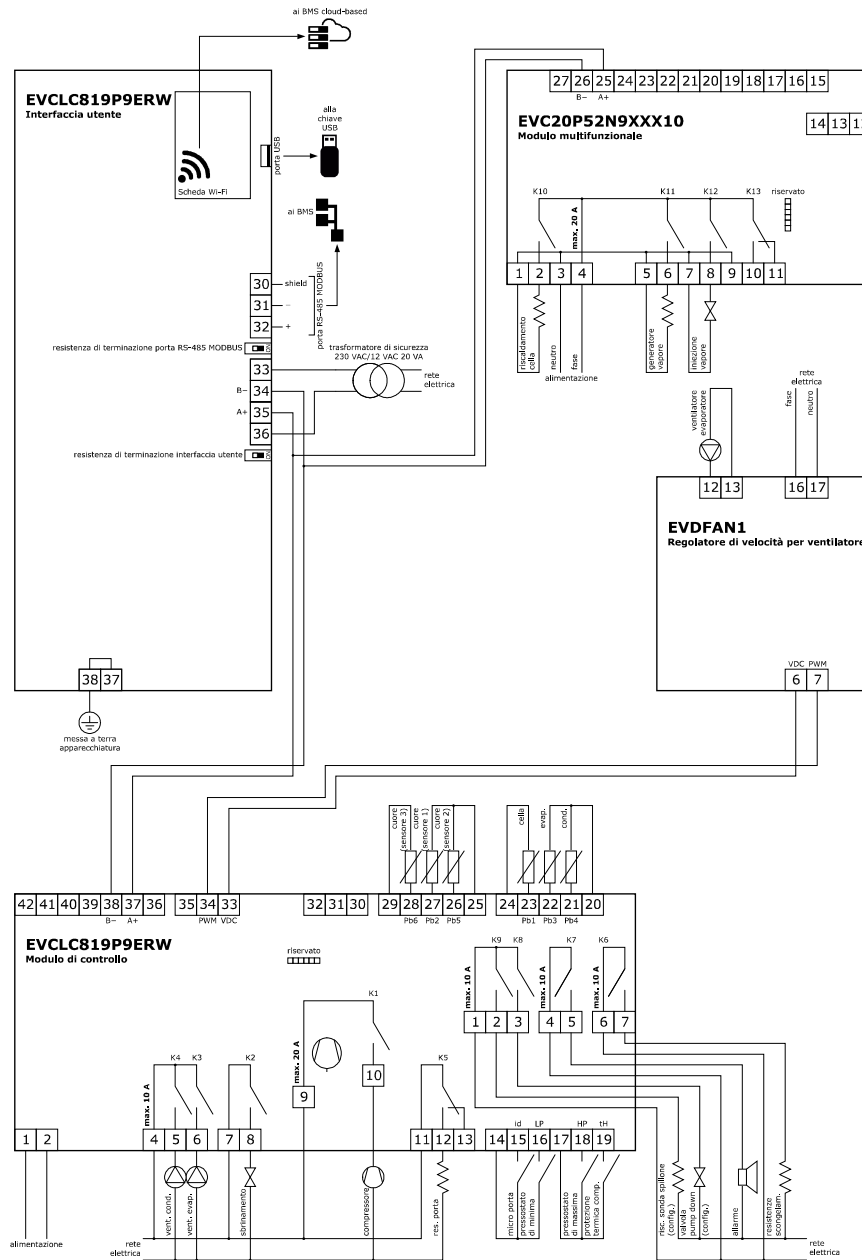 ai BMS cloud-based
EVCLC819P9ERW
Interfaccia utente
Scheda Wi-Fi
porta USB
alla
chiave
USB
ai BMS
30 shield
31 –
32 +
porta RS-485 MODBUS
resistenza di terminazione porta RS-485 MODBUS ON
33
B− 34
A+ 35
36
trasformatore di sicurezza
230 VAC/12 VAC 20 VA
rete
elettrica
resistenza di terminazione interfaccia utente ON
38 37
messa a terra
apparecchiatura
27 26 25 24 23 22 21 20 19 18 17 16 15
B− A+
EVC20P52N9XXX10
Modulo multifunzionale
14 13
K10 K11 K12 K13 riservato
max. 20 A
1 2 3 4 5 6 7 8 9 10 11
riscaldamento
cella
neutro
fase
alimentazione
generatore
vapore
iniezione
vapore
ventilatore
evaporatore
rete
elettrica
fase
neutro
12 13 16 17
EVDFAN1
Regolatore di velocità per ventilatore
VDC PWM
6 7
cuore
(sensore 3)
cuore
(sensore 1)
cuore
(sensore 2)
cella
evap.
cond.
42 41 40 39 38 37 36 35 34 33 32 31 30 29 28 27 26 25 24 23 22 21 20
B− A+ PWM VDC Pb6 Pb2 Pb5 Pb1 Pb3 Pb4
EVCLC819P9ERW
Modulo di controllo
riservato
K9 K8 K7 K6
max. 10 A
max. 10 A
max. 10 A
1 2 3 4 5 6 7
K1
max. 20 A
9
10
K4 K3 K2 K5
max. 10 A
id LP HP tH
1 2 4 5 6 7 8 11 12 13 14 15 16 17 18 19
alimentazione
rete
elettrica
vent. cond.
vent. evap.
sbrinamento
compressore
res. porta
micro porta
pressostato
di minima
pressostato
di massima
protezione
termica comp.
risc. sonda spillone
(config.)
valvola
pump down
(config.)
allarme
resistenze
scongelam.
rete
elettrica